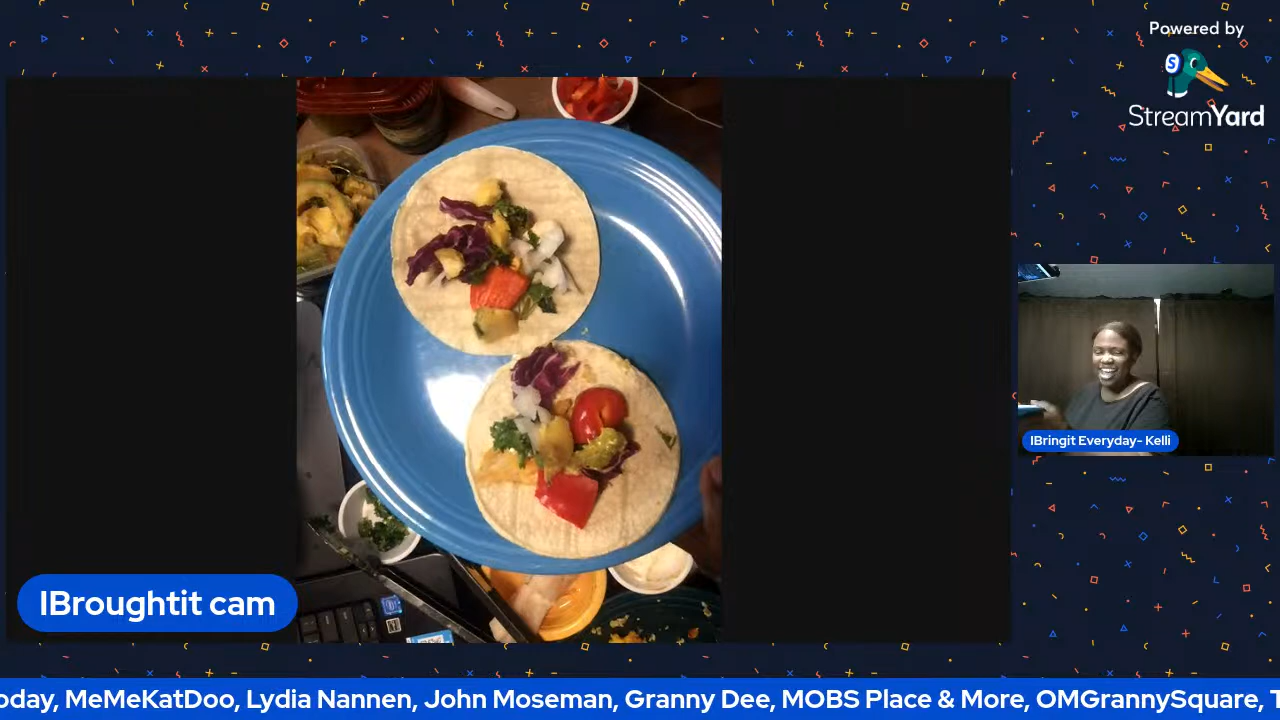 Powered by
S
StreamYard
IBringit Everyday- Kelli
IBroughtit cam
oday, MeMeKatDoo, Lydia Nannen, John Moseman, Granny Dee, MOBS Place & More, OMGrannySquare, T